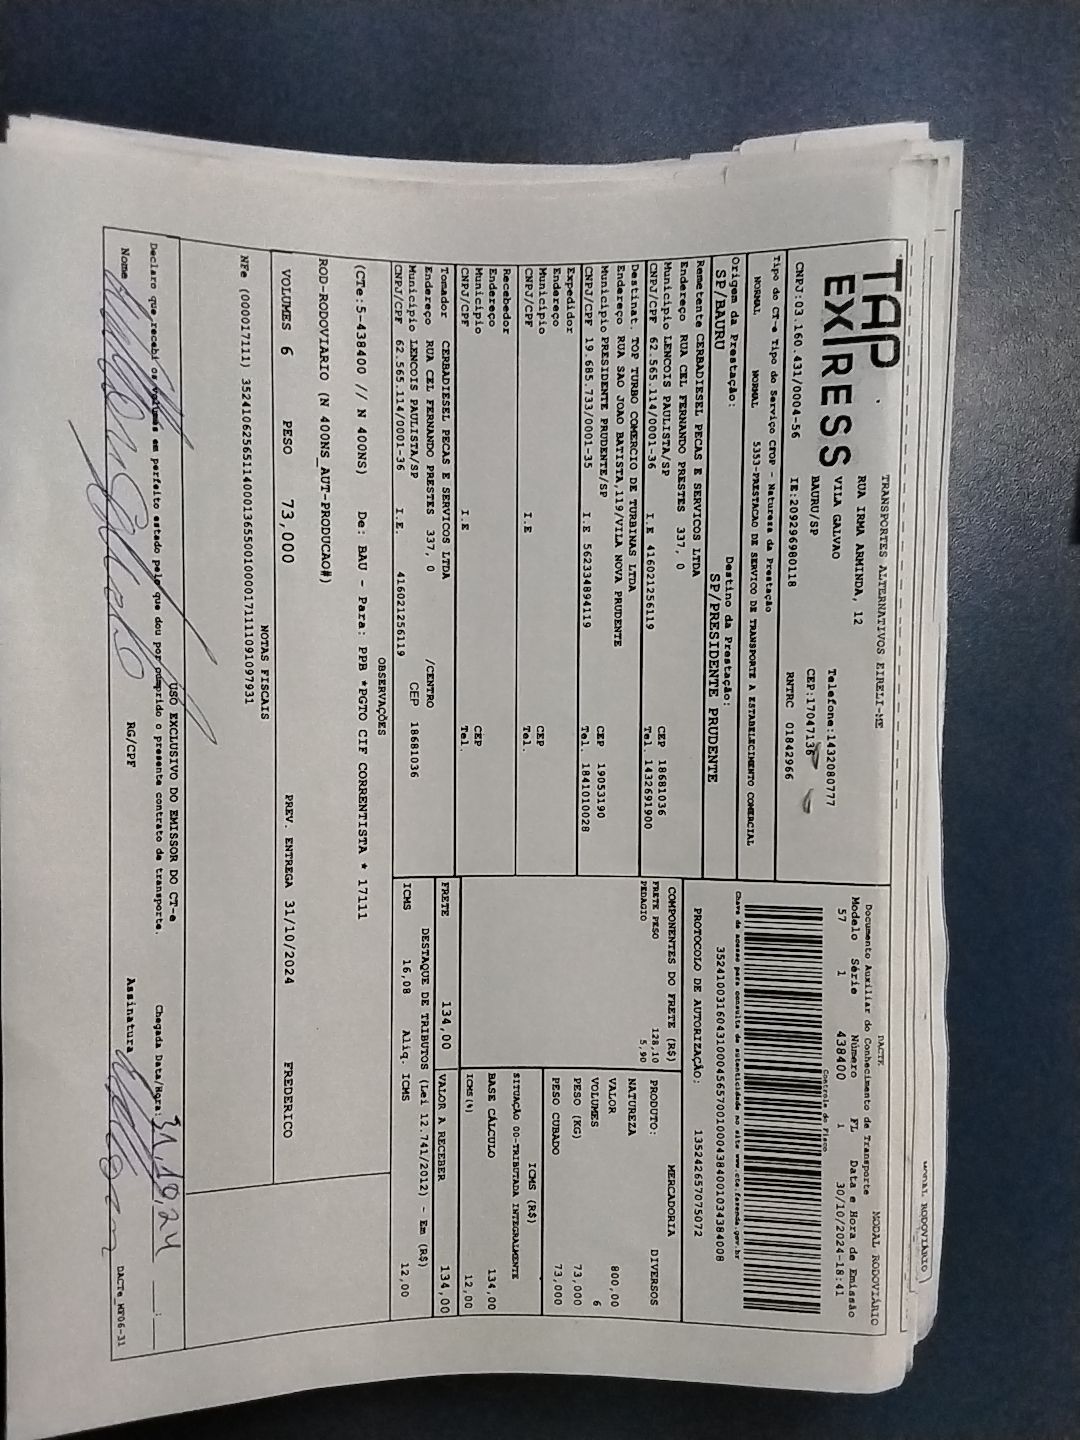 TAP EXPRESS
TRANSPORTES ALTERNATIVOS EIRELI-ME
RUA IRMA ARMINDA, 12
VILA GALVAO Telefone:1432080777
BAURU/SP CEP:17047136
CNPJ:03.160.431/0004-56 IE:209296980118 RNTRC 01842966
Tipo do CT-e Tipo do Serviço CFOP - Natureza da Prestação
NORMAL NORMAL 5353-PRESTACAO DE SERVICO DE TRANSPORTE A ESTABELECIMENTO COMERCIAL
Origem da Prestação: Destino da Prestação:
SP/BAURU SP/PRESIDENTE PRUDENTE
DACTE MODAL RODOVIÁRIO
Documento Auxiliar do Conhecimento de Transporte
Modelo Série Número FL Data e Hora de Emissão
57 1 438400 1 30/10/2024-18:41
Controle do Fisco
Chave de acesso para consulta de autenticidade no site www.cte.fazenda.gov.br
35241003160431000456570010004384001034384008
PROTOCOLO DE AUTORIZAÇÃO: 135242657075072
Remetente CERBADIESEL PECAS E SERVICOS LTDA
Endereço RUA CEL FERNANDO PRESTES 337, 0
Município LENCOIS PAULISTA/SP CEP 18681036
CNPJ/CPF 62.565.114/0001-36 I.E 416021256119 Tel. 1432691900
Destinat. TOP TURBO COMERCIO DE TURBINAS LTDA
Endereço RUA SAO JOAO BATISTA,119/VILA NOVA PRUDENTE
Município PRESIDENTE PRUDENTE/SP CEP 19053190
CNPJ/CPF 19.685.733/0001-35 I.E 562334894119 Tel. 1841010028
Expedidor
Endereço
Município CEP
CNPJ/CPF I.E Tel.
Recebedor
Endereço
Município CEP
CNPJ/CPF I.E Tel.
Tomador CERBADIESEL PECAS E SERVICOS LTDA
Endereço RUA CEL FERNANDO PRESTES 337, 0 /CENTRO
Município LENCOIS PAULISTA/SP CEP 18681036
CNPJ/CPF 62.565.114/0001-36 I.E. 416021256119
COMPONENTES DO FRETE (R$)
FRETE PESO 128,10
PEDAGIO 5,90
MERCADORIA
PRODUTO: DIVERSOS
NATUREZA
VALOR 800,00
VOLUMES 6
PESO (KG) 73,000
PESO CUBADO 73,000
ICMS (R$)
SITUAÇÃO 00-TRIBUTADA INTEGRALMENTE
BASE CÁLCULO 134,00
ICMS(%) 12,00
FRETE 134,00 VALOR A RECEBER 134,00
DESTAQUE DE TRIBUTOS (Lei 12.741/2012) - Em (R$)
ICMS 16,08 Alíq. ICMS 12,00
OBSERVAÇÕES
(CTe:5-438400 // N 400NS) De: BAU - Para: PPB *PGTO CIF CORRENTISTA * 17111
ROD-RODOVIARIO (N 400NS_AUT-PRODUCAO#)
VOLUMES 6 PESO 73,000 PREV. ENTREGA 31/10/2024 FREDERICO
NOTAS FISCAIS
NFe (000017111) 35241062565114000136550010000171111091097931
USO EXCLUSIVO DO EMISSOR DO CT-e
Declaro que recebi os volumes em perfeito estado pelo que dou por cumprido o presente contrato de transporte. Chegada Data/Hora: 31,10,24 __:__
Nome RG/CPF Assinatura
DACTe_MF06-31
MODAL RODOVIÁRIO